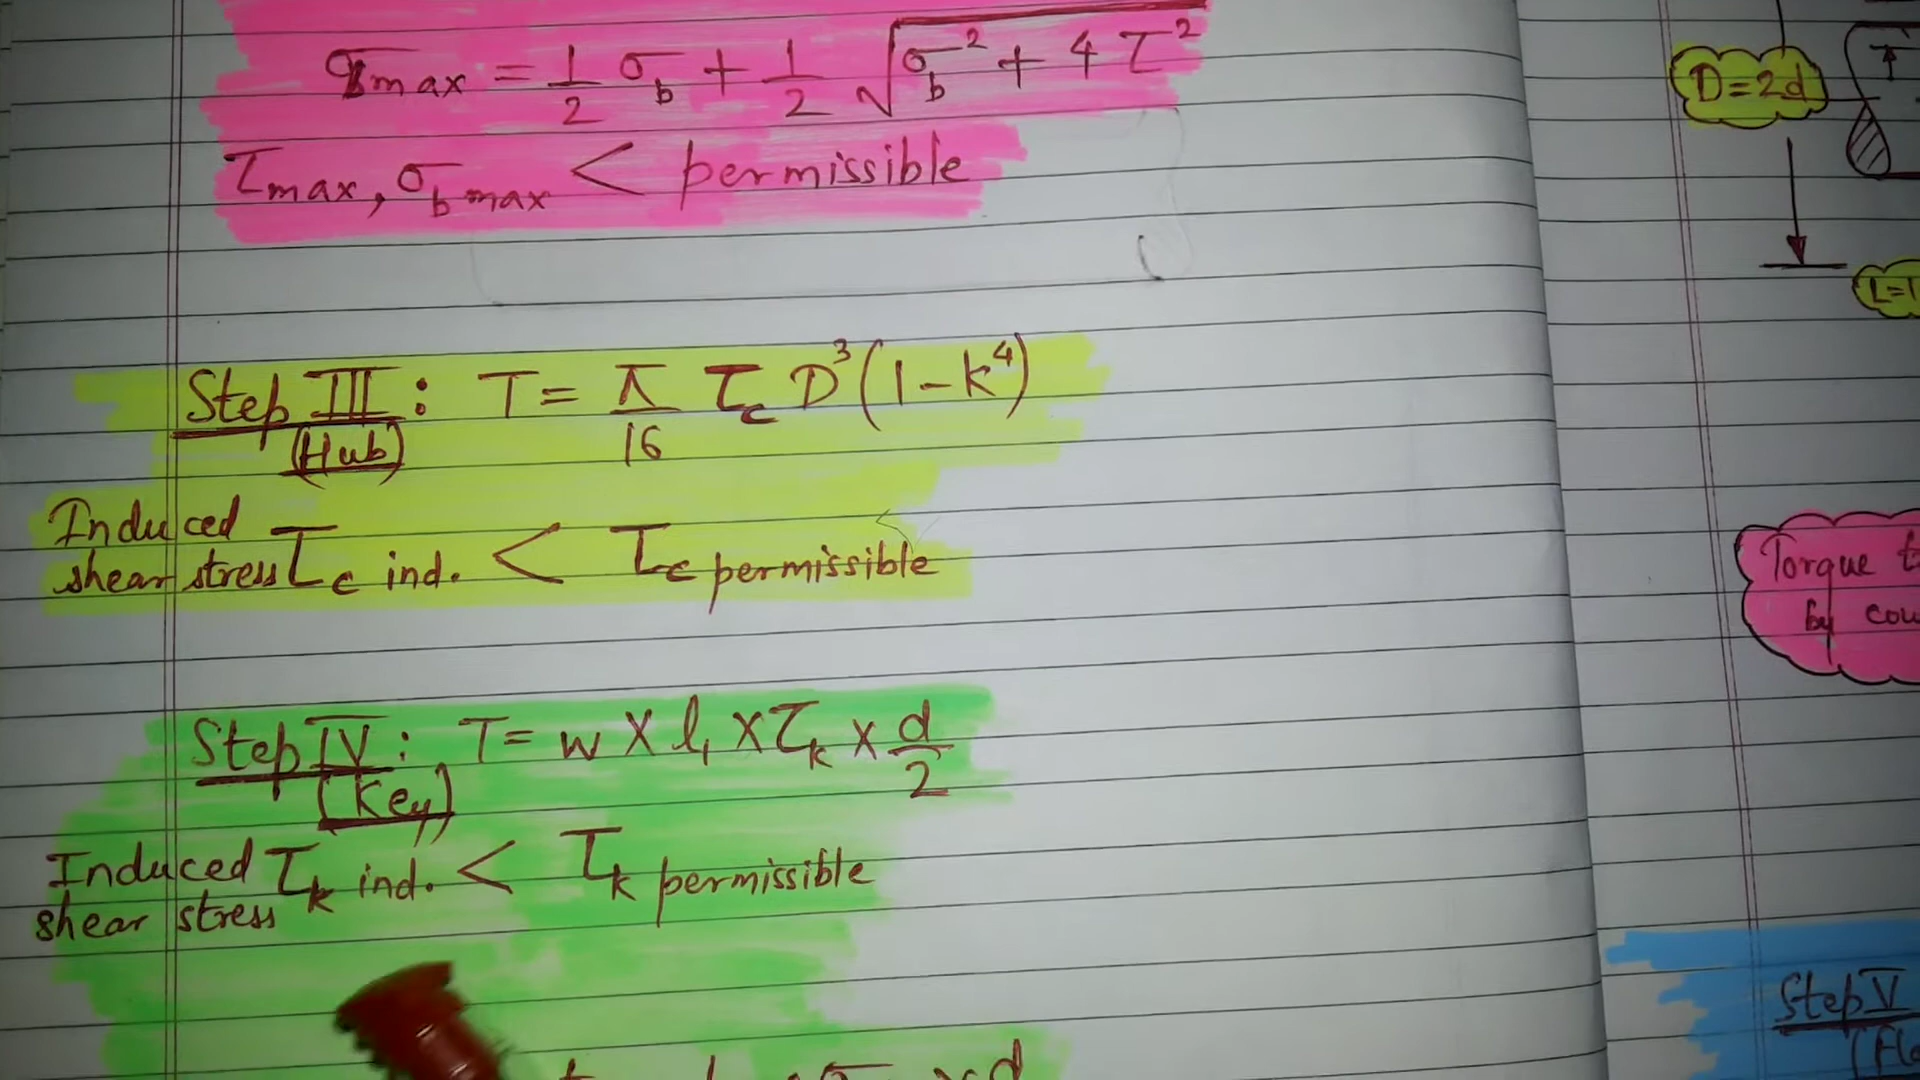 σmax = 1/2 σb + 1/2 √(σb² + 4τ²)
τmax, σb max < permissible
Step III : T = π/16 τc D³ (1 - k⁴)
(Hub)
Induced
shear stress τc ind. < τc permissible
Step IV : T = w × l₁ × τk × d/2
(Key)
Induced τk ind. < τk permissible
shear stress
D=2d
Torque
by
Step V